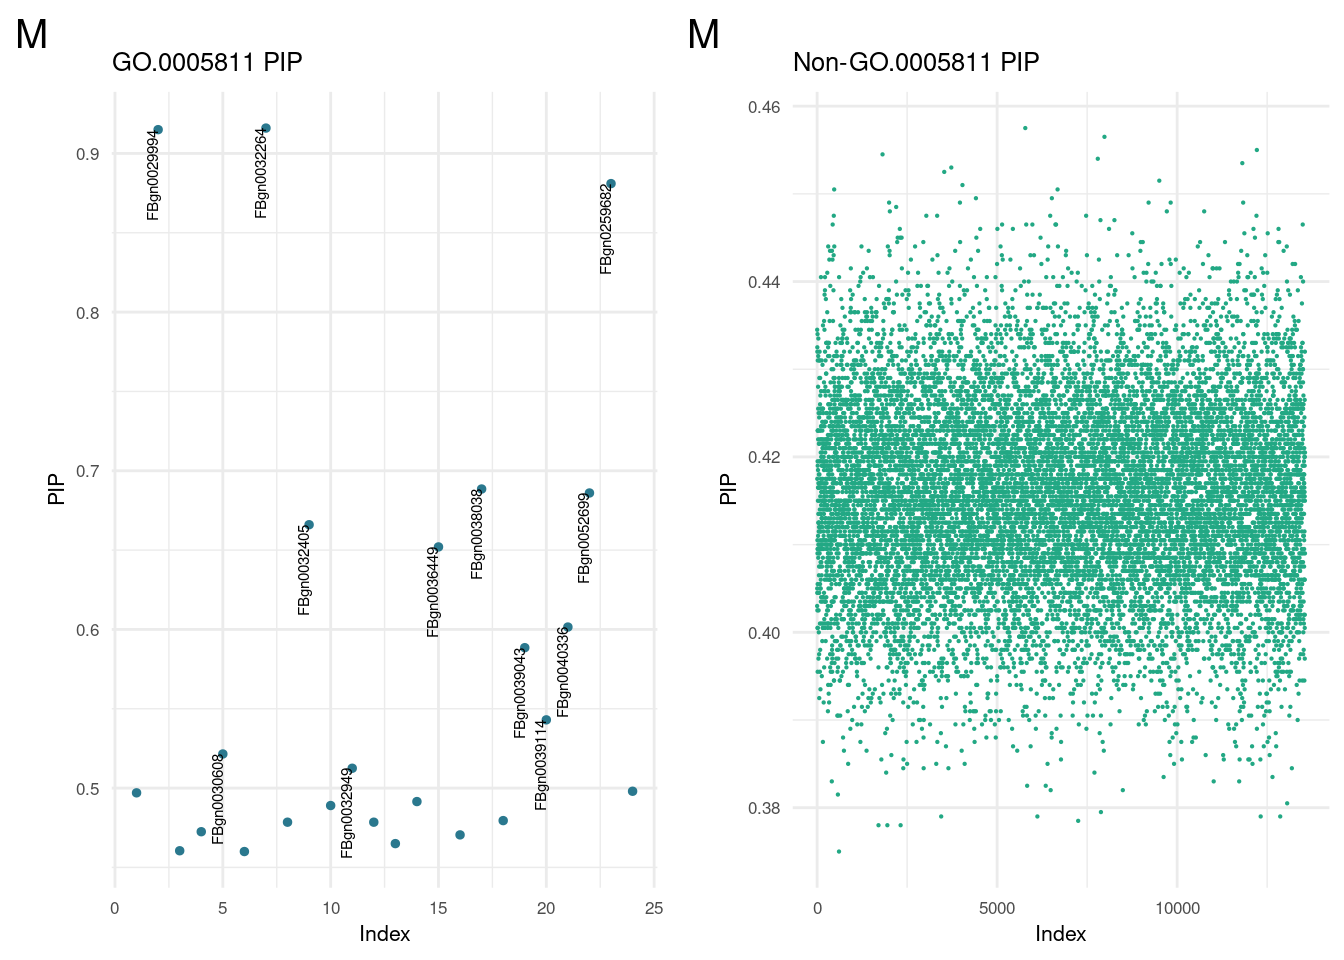 M
GO.0005811 PIP
PIP
0.9
0.8
0.7
0.6
0.5
FBgn0029994
FBgn0032264
FBgn0259682
FBgn0032405
FBgn0036449
FBgn0038038
FBgn0052699
FBgn0039043
FBgn0040336
FBgn0039114
FBgn0030608
FBgn0032949
0
5
10
15
20
25
Index
M
Non-GO.0005811 PIP
PIP
0.46
0.44
0.42
0.40
0.38
0
5000
10000
Index